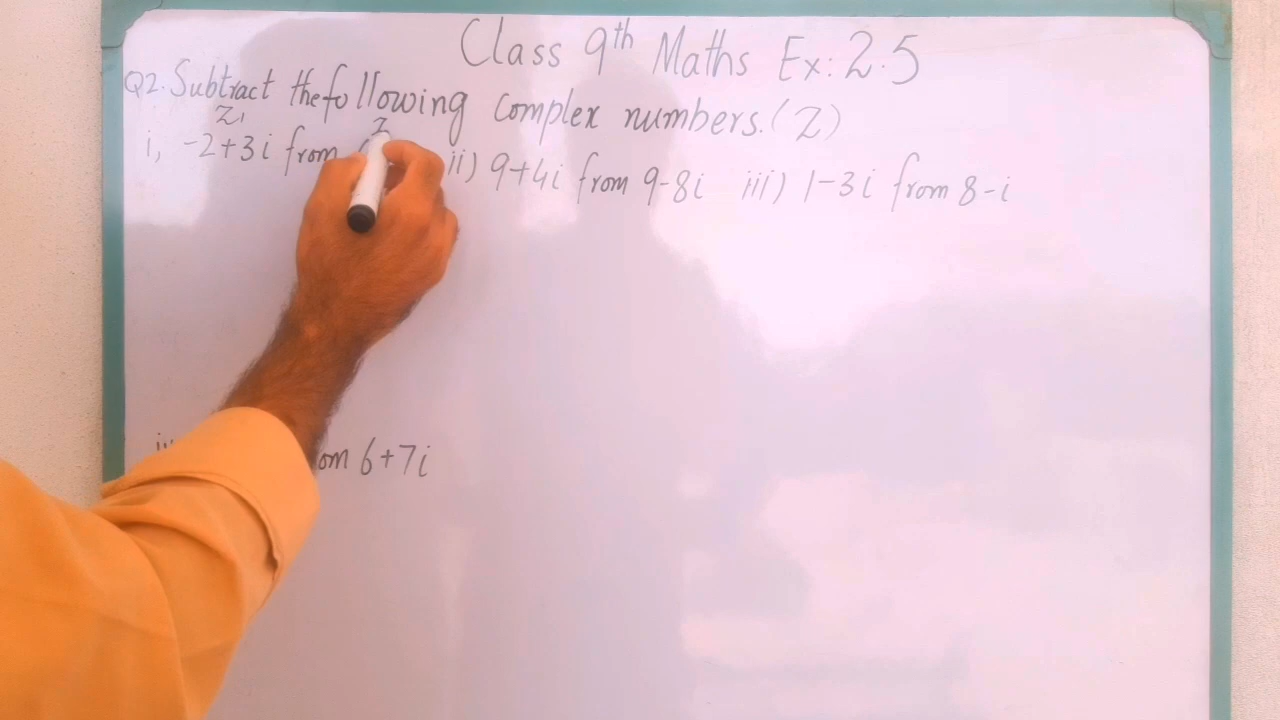 Class 9th Maths Ex: 2.5
Q2. Subtract the following complex numbers. (Z)
Z1 Z
i, -2+3i from ii) 9+4i from 9-8i iii) 1-3i from 8-i
6+7i